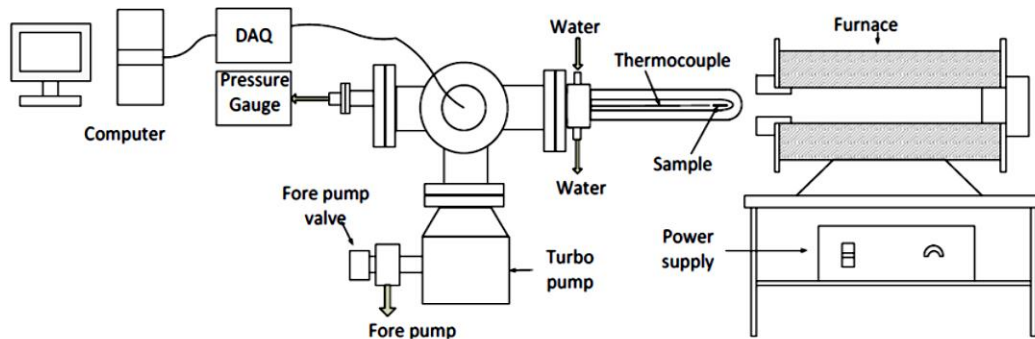 DAQ
Pressure
Gauge
Computer
Water
Thermocouple
Sample
Water
Furnace
Fore pump
valve
Turbo
pump
Fore pump
Power
supply